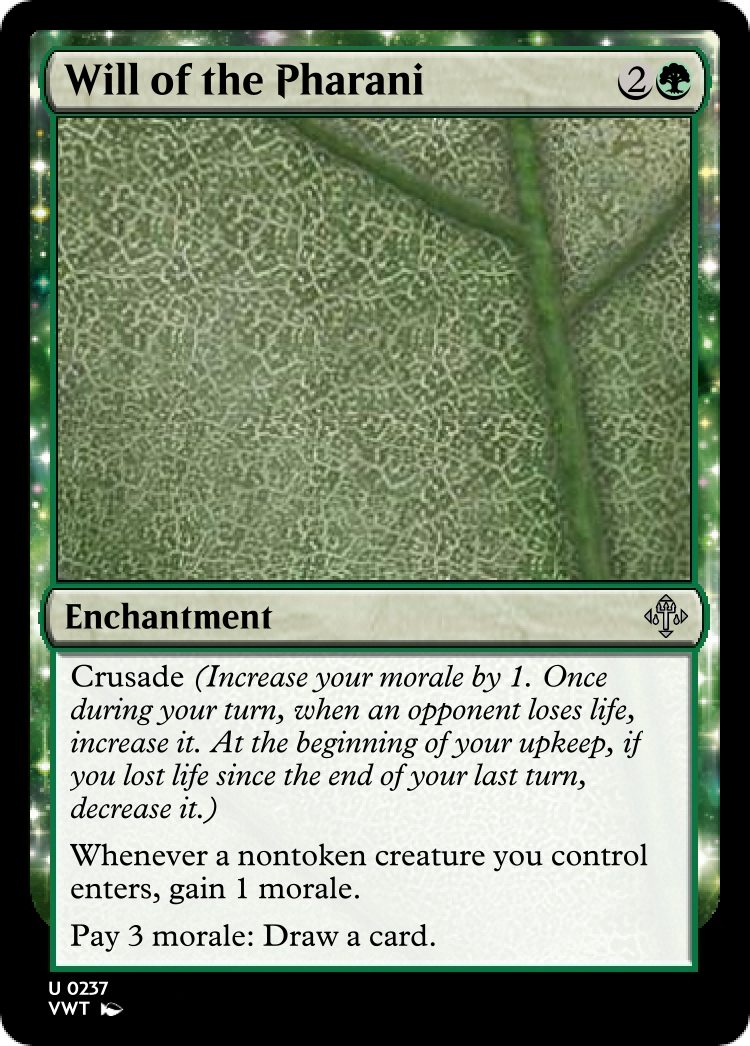 Will of the Pharani
2
Enchantment
Crusade (Increase your morale by 1. Once
during your turn, when an opponent loses life,
increase it. At the beginning of your upkeep, if
you lost life since the end of your last turn,
decrease it.)
Whenever a nontoken creature you control
enters, gain 1 morale.
Pay 3 morale: Draw a card.
U 0237
VWT